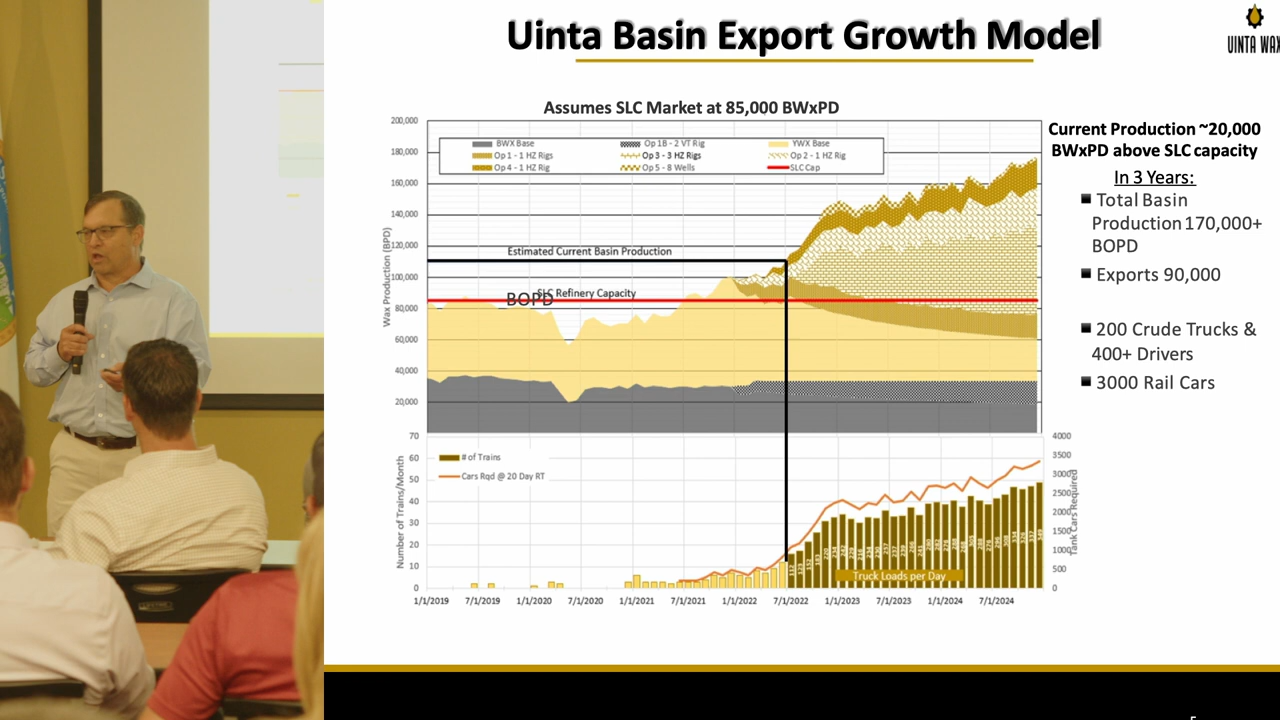 Uinta Basin Export Growth Model
UINTA WAX
Assumes SLC Market at 85,000 BWxPD
Wax Production (BPD)
200,000
180,000
160,000
140,000
120,000
100,000
80,000
60,000
40,000
20,000
BWX Base
Op 1B - 2 VT Rig
YWX Base
Op 1 - 1 HZ Rigs
Op 3 - 3 HZ Rigs
Op 2 - 1 HZ Rig
Op 4 - 1 HZ Rig
Op 5 - 8 Wells
SLC Cap
Estimated Current Basin Production
SLC Refinery Capacity
BOPD
Current Production ~20,000
BWxPD above SLC capacity
In 3 Years:
Total Basin
Production 170,000+
BOPD
Exports 90,000
200 Crude Trucks &
400+ Drivers
3000 Rail Cars
Number of Trains/Month
70
60
50
40
30
20
10
0
# of Trains
Cars Rqd @ 20 Day RT
Truck Loads per Day
4000
3500
3000
2500
2000
1500
1000
500
0
Tank Cars Required
1/1/2019
7/1/2019
1/1/2020
7/1/2020
1/1/2021
7/1/2021
1/1/2022
7/1/2022
1/1/2023
7/1/2023
1/1/2024
7/1/2024
LIFETIME